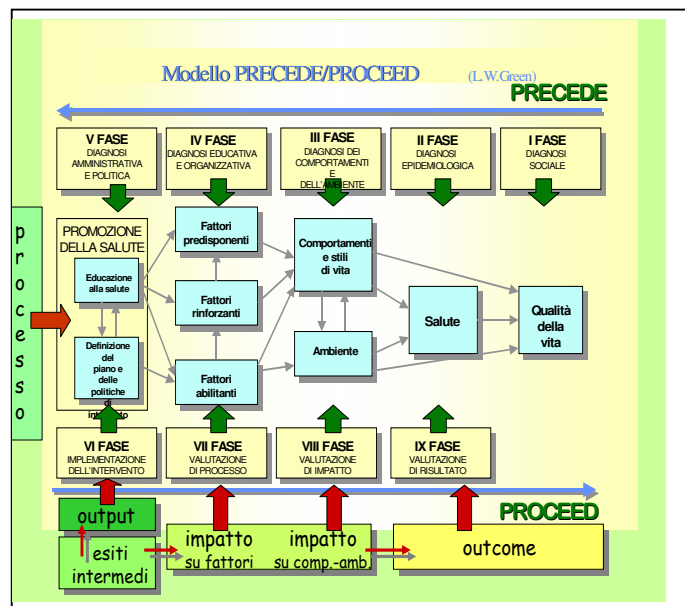 Modello PRECEDE/PROCEED (L.W.Green)
PRECEDE
V FASE
DIAGNOSI
AMMINISTRATIVA
E POLITICA
IV FASE
DIAGNOSI EDUCATIVA
E ORGANIZZATIVA
III FASE
DIAGNOSI DEI
COMPORTAMENTI
E
DELL'AMBIENTE
II FASE
DIAGNOSI
EPIDEMIOLOGICA
I FASE
DIAGNOSI
SOCIALE
processo
PROMOZIONE
DELLA SALUTE
Educazione
alla salute
Definizione
del
piano e
delle
politiche
di
intervento
Fattori
predisponenti
Fattori
rinforzanti
Fattori
abilitanti
Comportamenti
e stili
di vita
Ambiente
Salute
Qualità
della
vita
VI FASE
IMPLEMENTAZIONE
DELL'INTERVENTO
VII FASE
VALUTAZIONE
DI PROCESSO
VIII FASE
VALUTAZIONE
DI IMPATTO
IX FASE
VALUTAZIONE
DI RISULTATO
PROCEED
output
esiti
intermedi
impatto
su fattori
impatto
su comp.-amb.
outcome